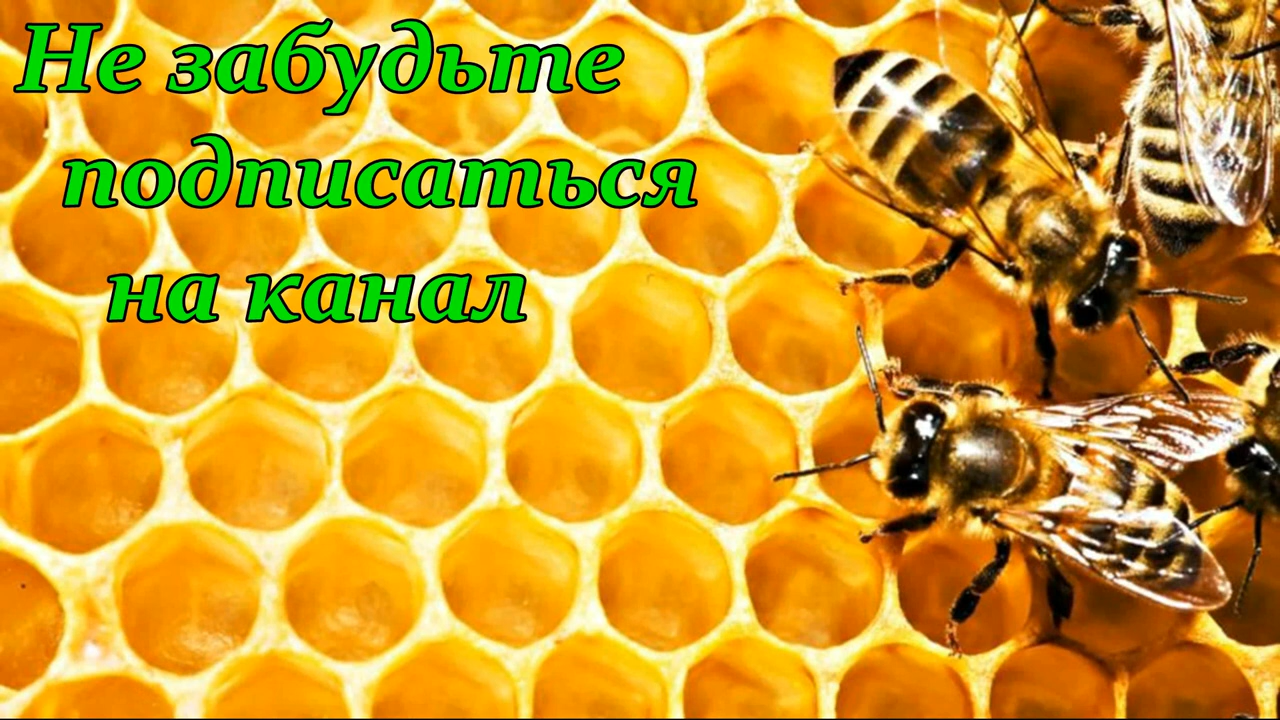 Не забудьте
подписаться
на канал